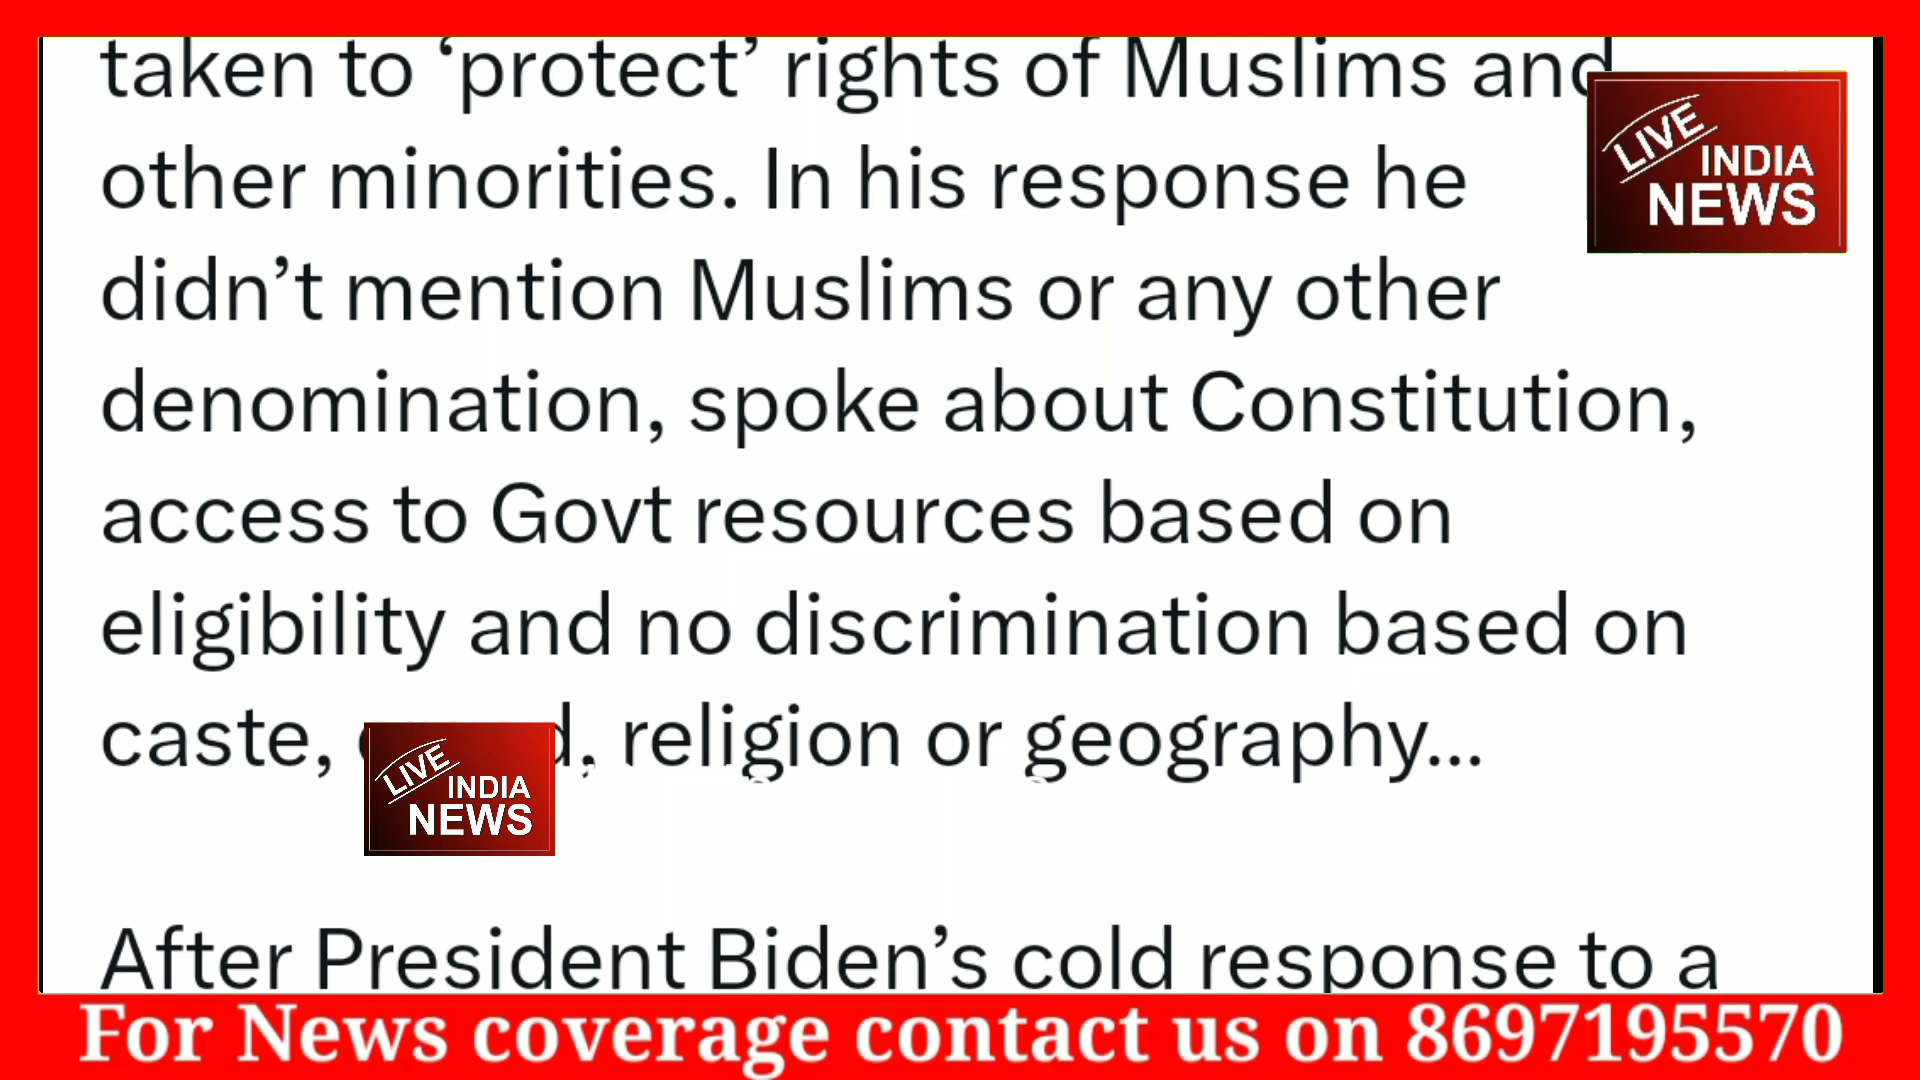 taken to ‘protect’ rights of Muslims and
LIVE
INDIA
NEWS
other minorities. In his response he
didn’t mention Muslims or any other
denomination, spoke about Constitution,
access to Govt resources based on
eligibility and no discrimination based on
caste, religion or geography...
LIVE
INDIA
NEWS
After President Biden’s cold response to a
For News coverage contact us on 8697195570